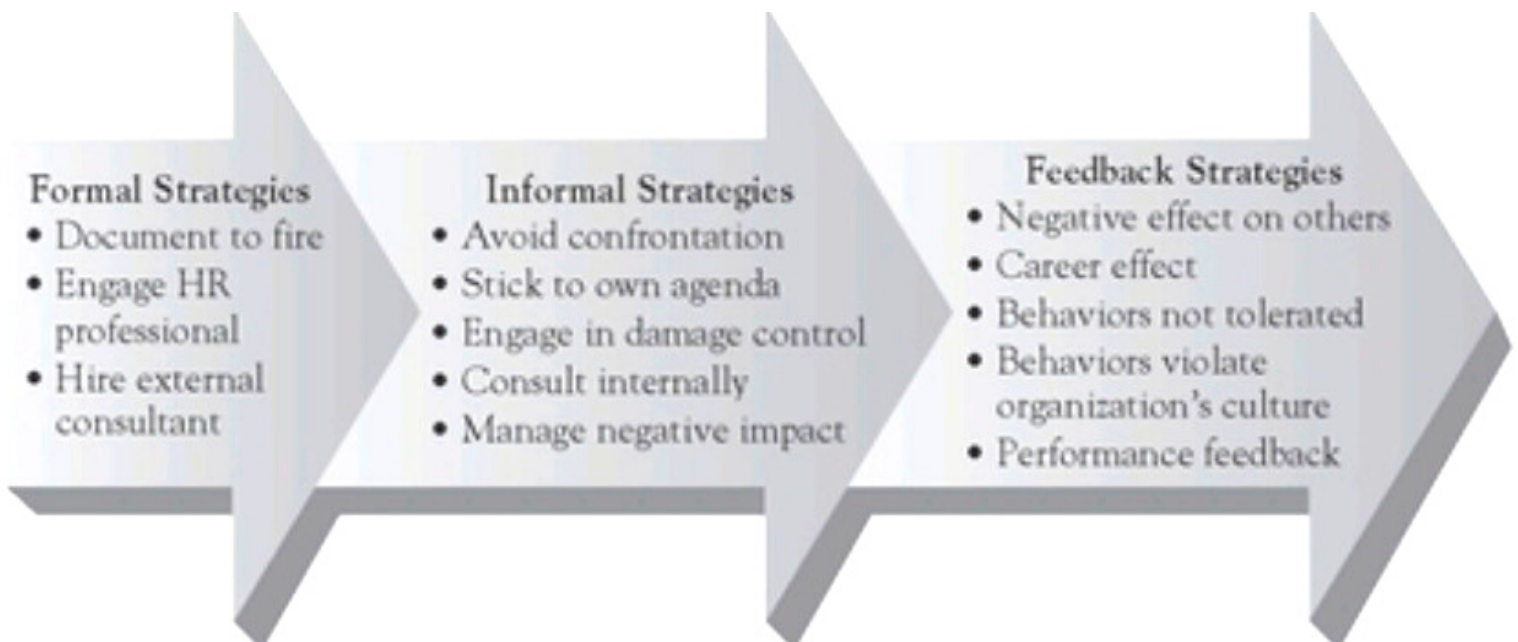 Formal Strategies
• Document to fire
• Engage HR
professional
• Hire external
consultant
Informal Strategies
• Avoid confrontation
• Stick to own agenda
• Engage in damage control
• Consult internally
• Manage negative impact
Feedback Strategies
• Negative effect on others
• Career effect
• Behaviors not tolerated
• Behaviors violate
organization's culture
• Performance feedback